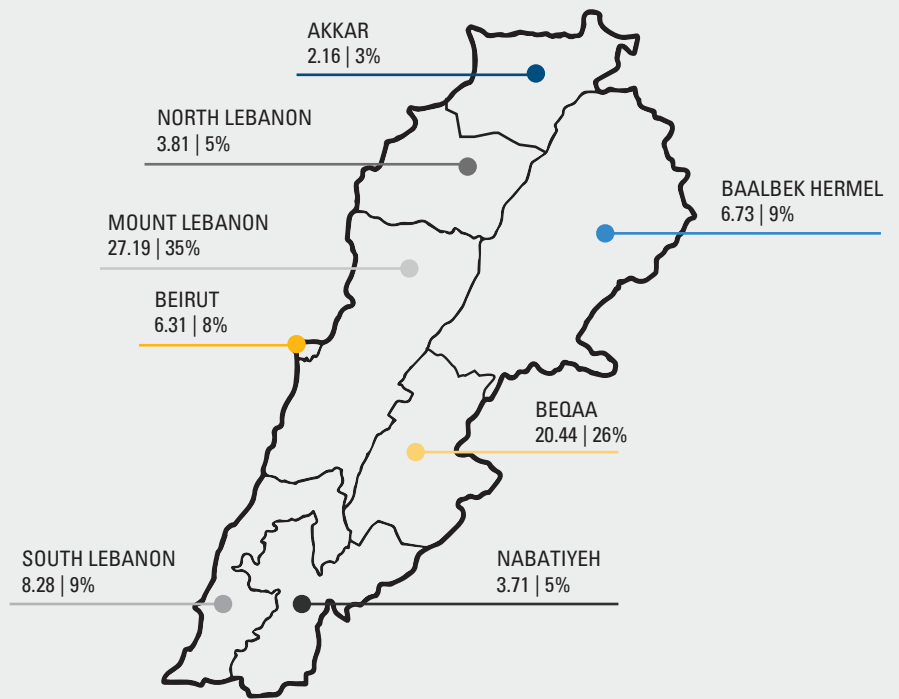 AKKAR
2.16 | 3%
NORTH LEBANON
3.81 | 5%
BAALBEK HERMEL
6.73 | 9%
MOUNT LEBANON
27.19 | 35%
BEIRUT
6.31 | 8%
BEQAA
20.44 | 26%
SOUTH LEBANON
8.28 | 9%
NABATIYEH
3.71 | 5%